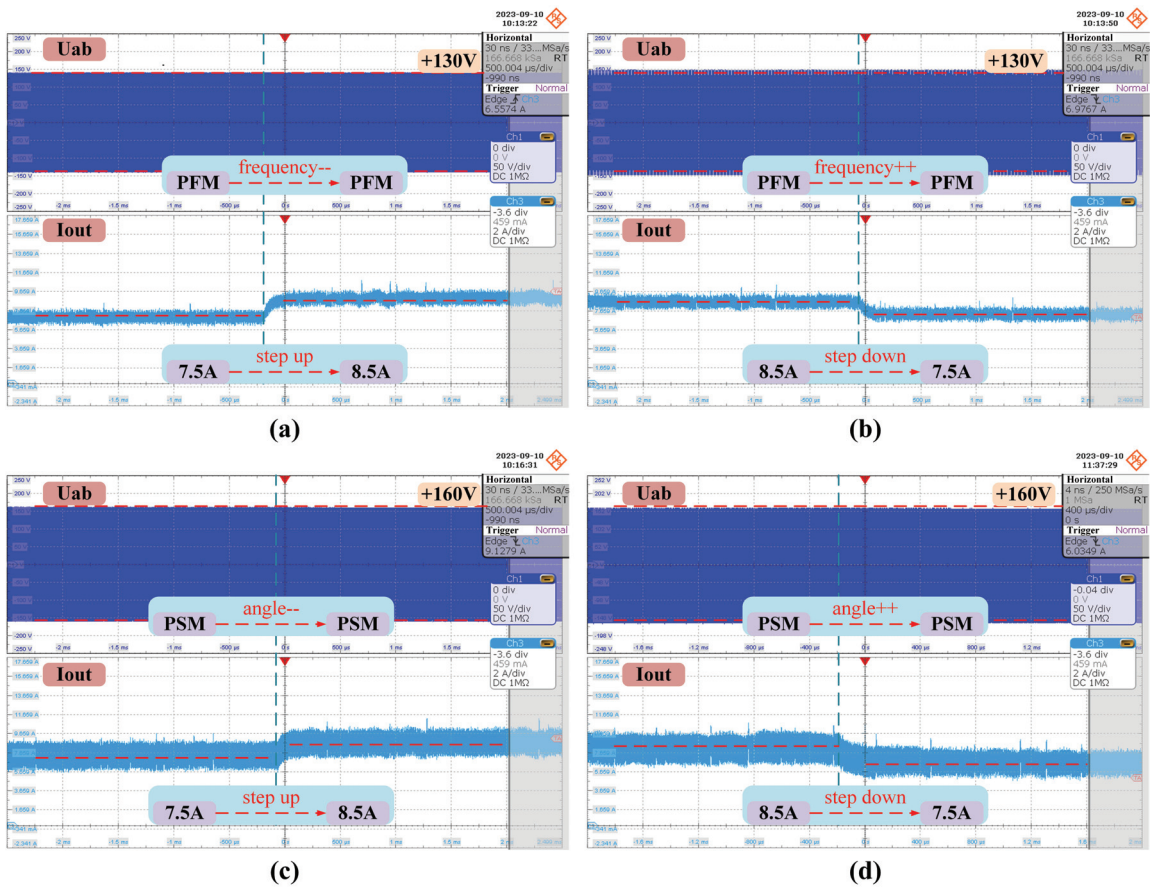 2023-09-10
10:13:22
Horizontal
30 ns / 33....MSa/s
166.668 kSa RT
500.004 µs/div
-990 ns
Trigger Normal
Edge Ch3
6.5574 A
Ch1
0 div
0 V
50 V/div
DC 1MΩ
Ch3
-3.6 div
459 mA
2 A/div
DC 1MΩ
Uab
+130V
frequency--
PFM
PFM
Iout
step up
7.5A
8.5A
(a)
2023-09-10
10:13:50
Horizontal
30 ns / 33....MSa/s
166.668 kSa RT
500.004 µs/div
-990 ns
Trigger Normal
Edge Ch3
6.9767 A
Ch1
0 div
0 V
50 V/div
DC 1MΩ
Ch3
-3.6 div
459 mA
2 A/div
DC 1MΩ
Uab
+130V
frequency++
PFM
PFM
Iout
step down
8.5A
7.5A
(b)
2023-09-10
10:16:31
Horizontal
30 ns / 33....MSa/s
166.668 kSa RT
500.004 µs/div
-990 ns
Trigger Normal
Edge Ch3
9.1279 A
Ch1
0 div
0 V
50 V/div
DC 1MΩ
Ch3
-3.6 div
459 mA
2 A/div
DC 1MΩ
Uab
+160V
angle--
PSM
PSM
Iout
step up
7.5A
8.5A
(c)
2023-09-10
11:37:29
Horizontal
4 ns / 250 MSa/s
1 MSa RT
400 µs/div
0 s
Trigger Normal
Edge Ch3
6.0349 A
Ch1
-0.04 div
0 V
50 V/div
DC 1MΩ
Ch3
-3.6 div
459 mA
2 A/div
DC 1MΩ
Uab
+160V
angle++
PSM
PSM
Iout
step down
8.5A
7.5A
(d)